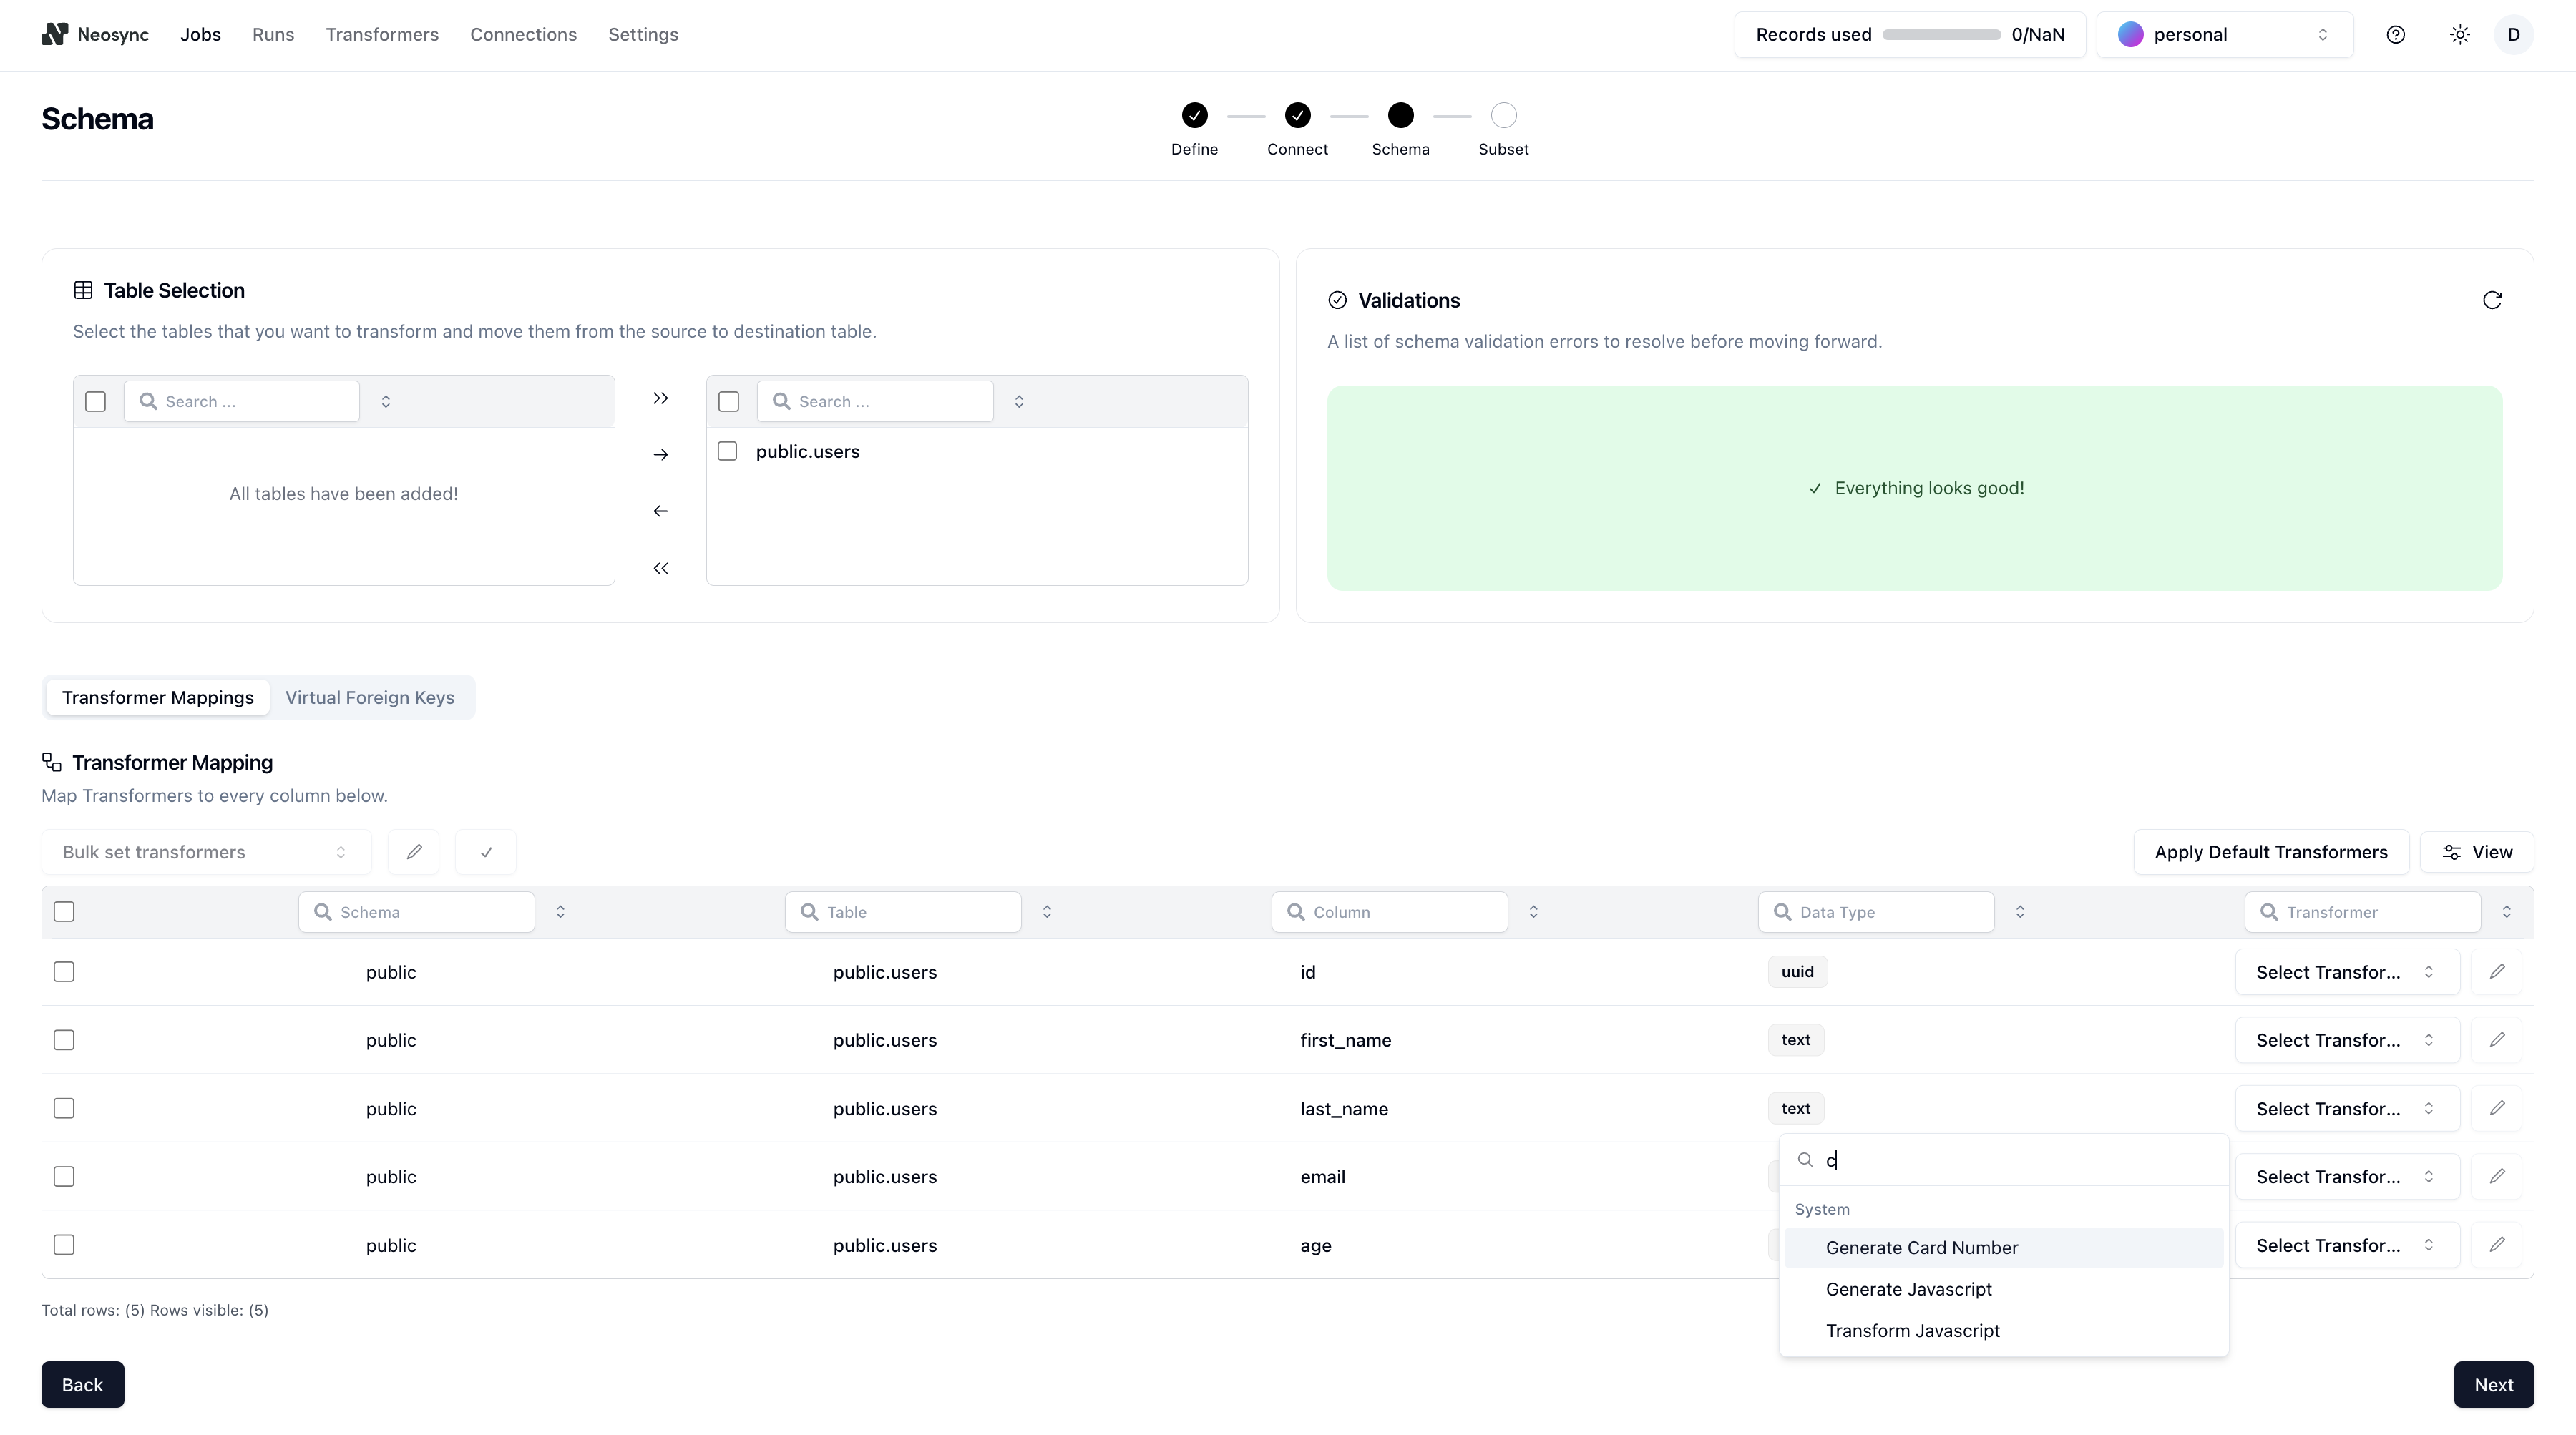 Neosync Jobs Runs Transformers Connections Settings Records used 0/NaN personal D
Schema
Define Connect Schema Subset
Table Selection
Select the tables that you want to transform and move them from the source to destination table.
Search ...
All tables have been added!
Search ...
public.users
Validations
A list of schema validation errors to resolve before moving forward.
Everything looks good!
Transformer Mappings Virtual Foreign Keys
Transformer Mapping
Map Transformers to every column below.
Bulk set transformers Apply Default Transformers View
Schema Table Column Data Type Transformer
public public.users id uuid Select Transfor...
public public.users first_name text Select Transfor...
public public.users last_name text Select Transfor...
public public.users email Select Transfor...
public public.users age Select Transfor...
c
System
Generate Card Number
Generate Javascript
Transform Javascript
Total rows: (5) Rows visible: (5)
Back Next